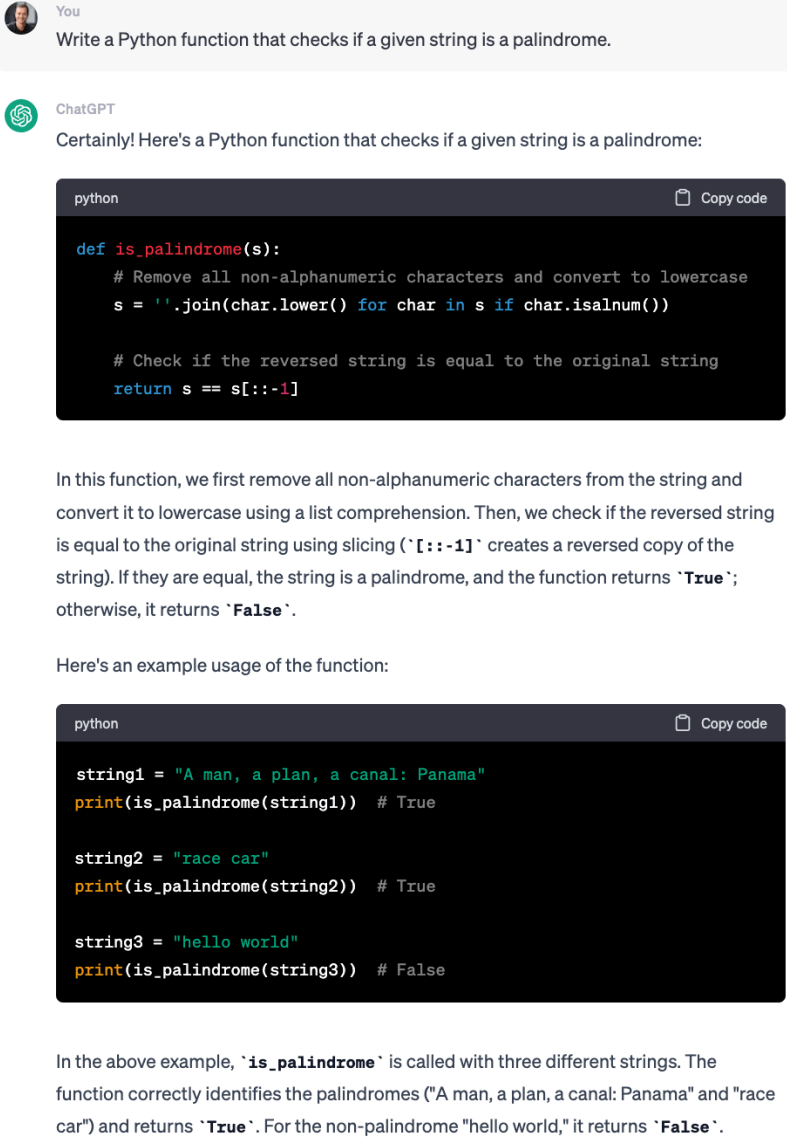 You
Write a Python function that checks if a given string is a palindrome.
ChatGPT
Certainly! Here's a Python function that checks if a given string is a palindrome:
python Copy code
def is_palindrome(s):
    # Remove all non-alphanumeric characters and convert to lowercase
    s = ''.join(char.lower() for char in s if char.isalnum())
    # Check if the reversed string is equal to the original string
    return s == s[::-1]
In this function, we first remove all non-alphanumeric characters from the string and
convert it to lowercase using a list comprehension. Then, we check if the reversed string
is equal to the original string using slicing (`[::-1]` creates a reversed copy of the
string). If they are equal, the string is a palindrome, and the function returns `True`;
otherwise, it returns `False`.
Here's an example usage of the function:
python Copy code
string1 = "A man, a plan, a canal: Panama"
print(is_palindrome(string1))  # True
string2 = "race car"
print(is_palindrome(string2))  # True
string3 = "hello world"
print(is_palindrome(string3))  # False
In the above example, `is_palindrome` is called with three different strings. The
function correctly identifies the palindromes ("A man, a plan, a canal: Panama" and "race
car") and returns `True`. For the non-palindrome "hello world," it returns `False`.